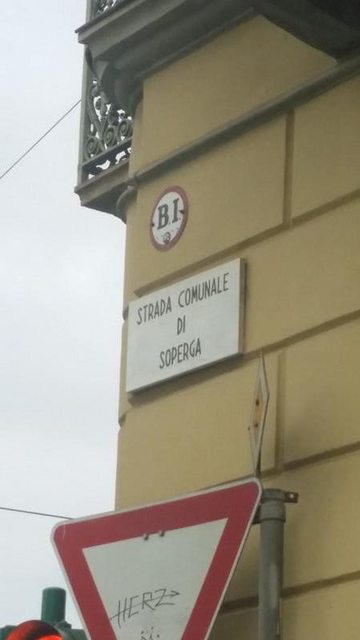 B.I.
STRADA COMUNALE
DI
SOPERGA
HERZ